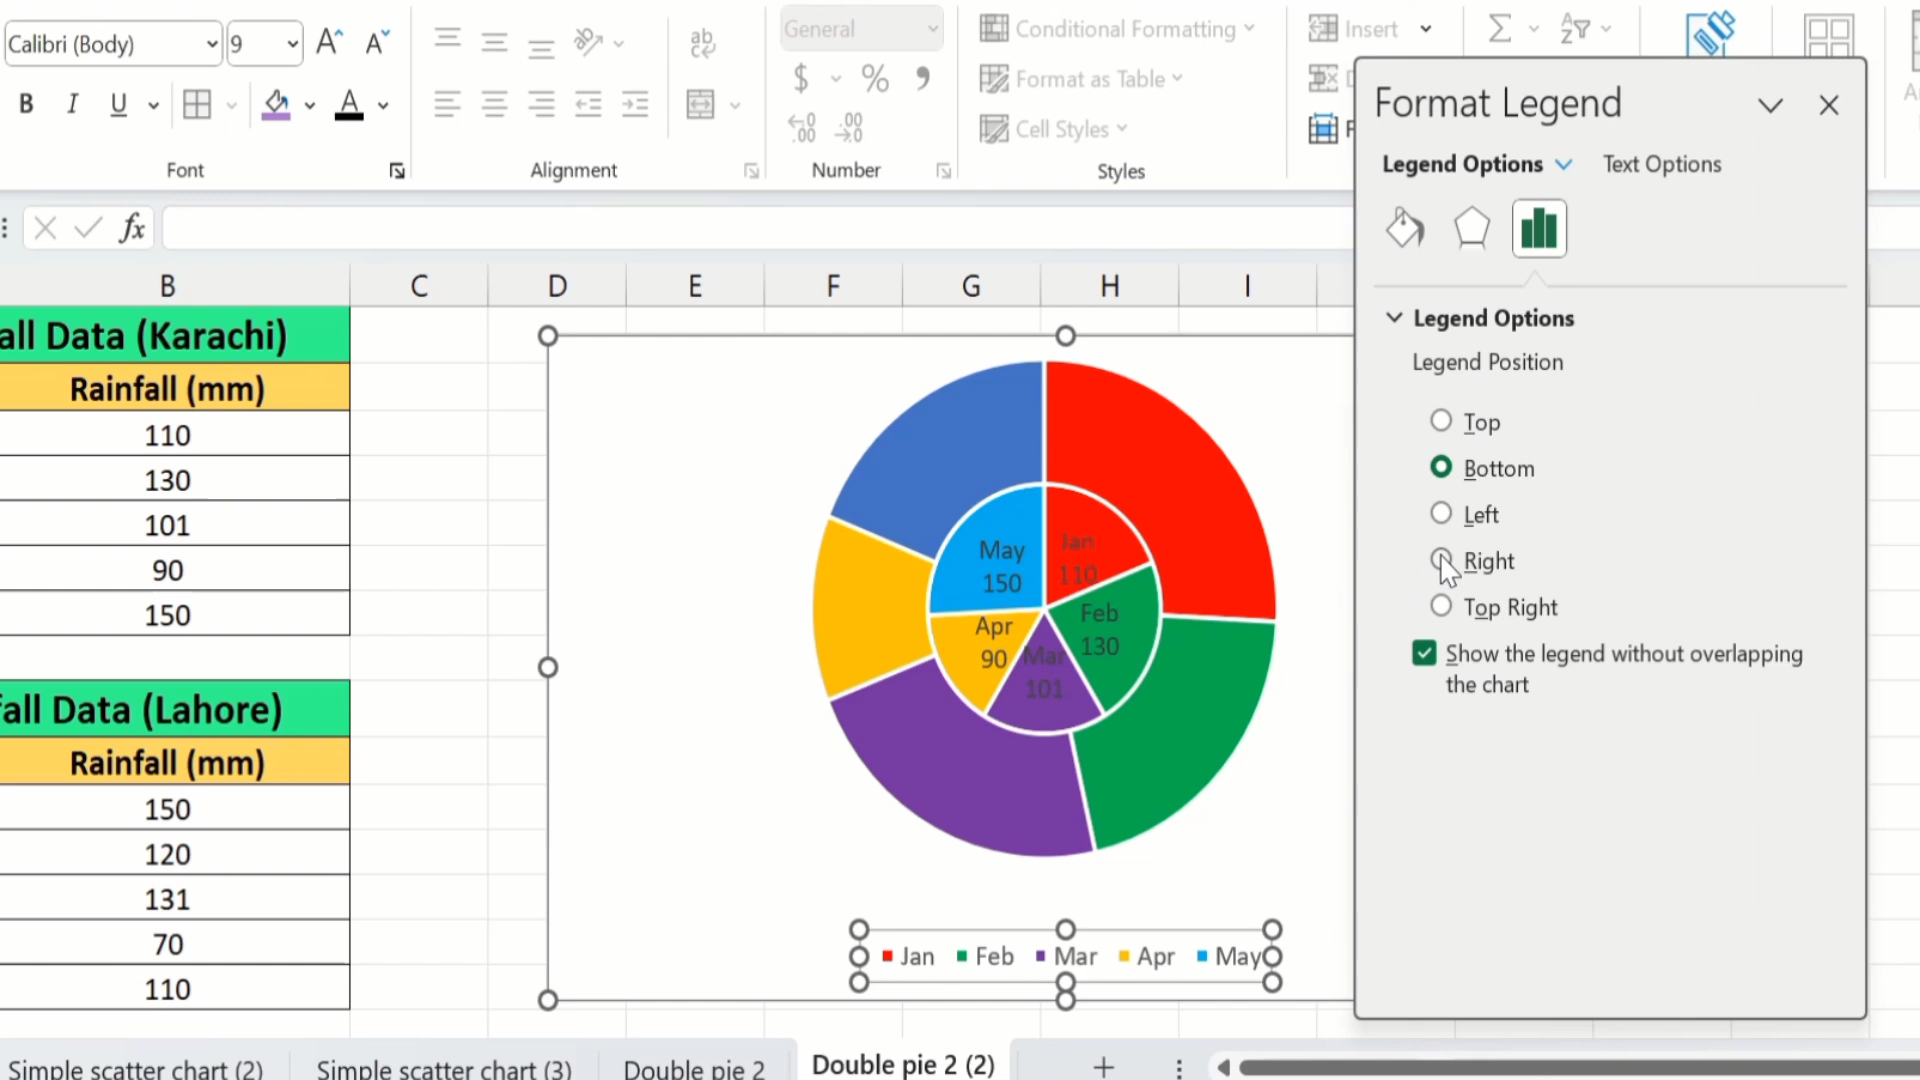 Calibri (Body)
9
A
A
ab
General
Conditional Formatting
Insert
B
I
U
A
$
%
Format as Table
Cell Styles
Font
Alignment
Number
Styles
fx
B
C
D
E
F
G
H
I
all Data (Karachi)
Rainfall (mm)
110
130
101
90
150
fall Data (Lahore)
Rainfall (mm)
150
120
131
70
110
Jan
110
Feb
130
Mar
101
Apr
90
May
150
Jan
Feb
Mar
Apr
May
Format Legend
Legend Options
Text Options
Legend Options
Legend Position
Top
Bottom
Left
Right
Top Right
Show the legend without overlapping
the chart
Simple scatter chart (2)
Simple scatter chart (3)
Double pie 2
Double pie 2 (2)